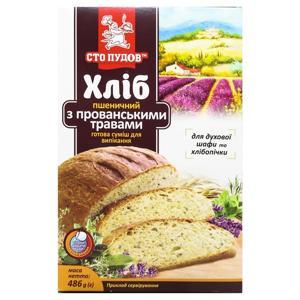 СТО ПУДОВ™
Хліб
пшеничний
з прованськими
травами
готова суміш для
випікання
для духової
шафи та
хлібопічки
маса
нетто:
486 g (г)
Приклад сервірування